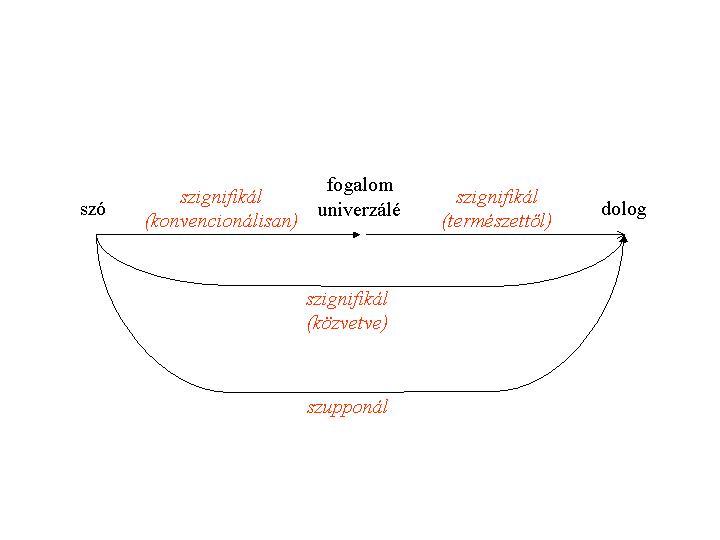 szó
szignifikál
(konvencionálisan)
fogalom
univerzálé
szignifikál
(természettől)
dolog
szignifikál
(közvetve)
szupponál